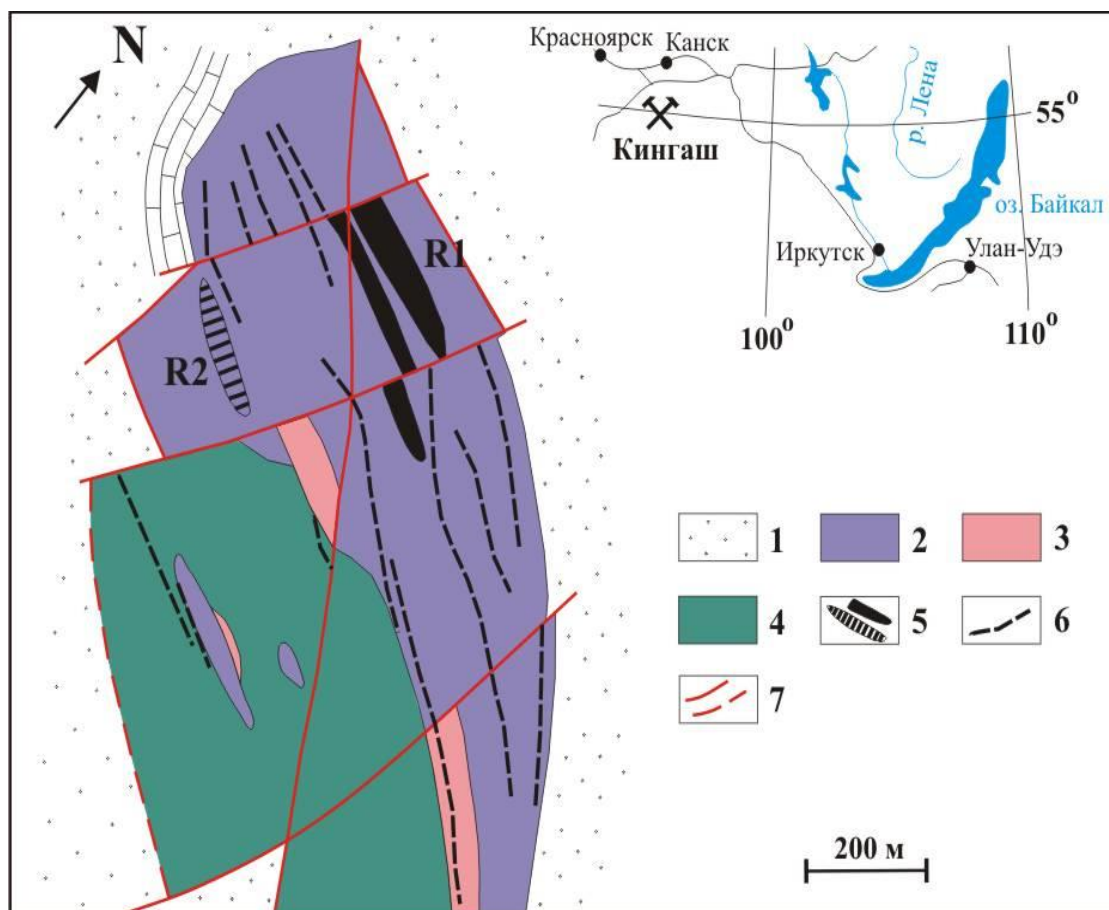 N
R1
R2
Красноярск
Канск
Кингаш
р. Лена
55°
оз. Байкал
Иркутск
Улан-Удэ
100°
110°
1
2
3
4
5
6
7
200 м